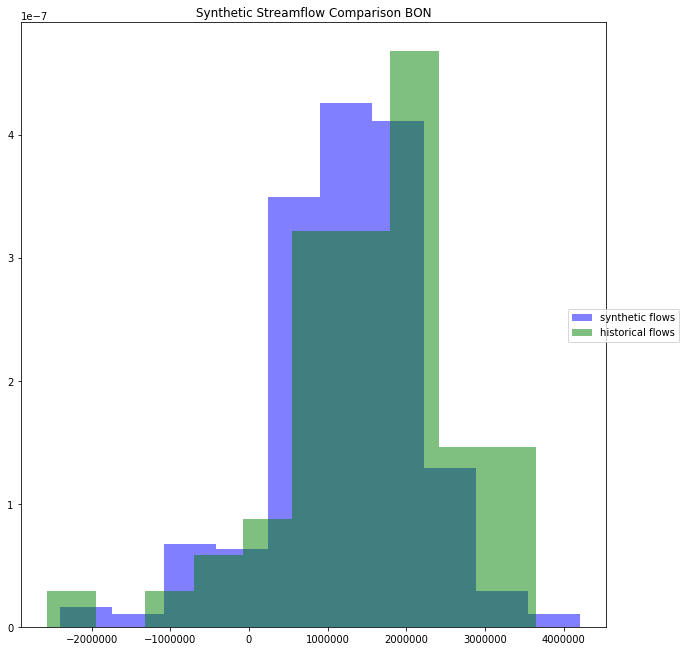 Synthetic Streamflow Comparison BON
1e−7
4
3
2
1
0
synthetic flows
historical flows
−2000000 −1000000 0 1000000 2000000 3000000 4000000